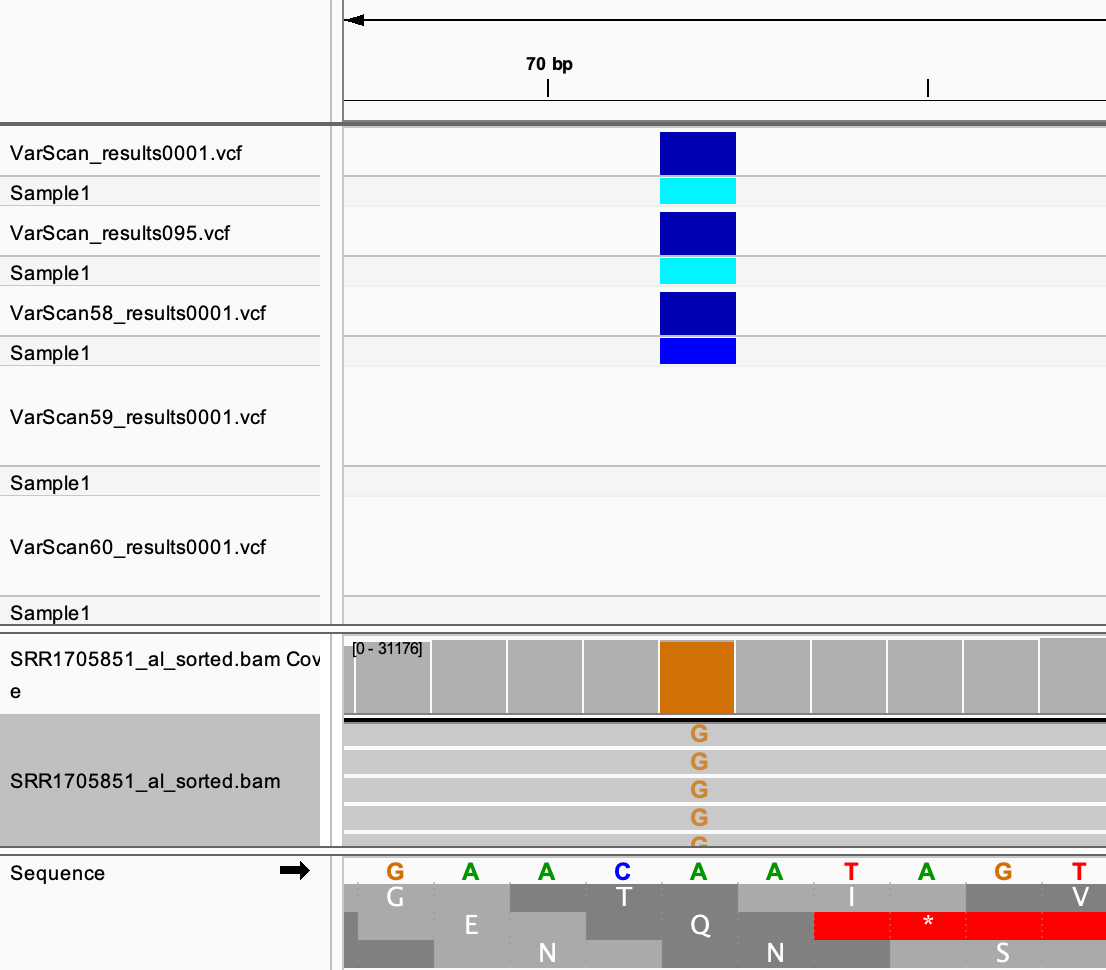 70 bp
VarScan_results0001.vcf
Sample1
VarScan_results095.vcf
Sample1
VarScan58_results0001.vcf
Sample1
VarScan59_results0001.vcf
Sample1
VarScan60_results0001.vcf
Sample1
SRR1705851_al_sorted.bam Cov
e
[0 - 31176]
SRR1705851_al_sorted.bam
G
G
G
G
G
Sequence G A A C A A T A G T
G T I V
E Q *
N N S